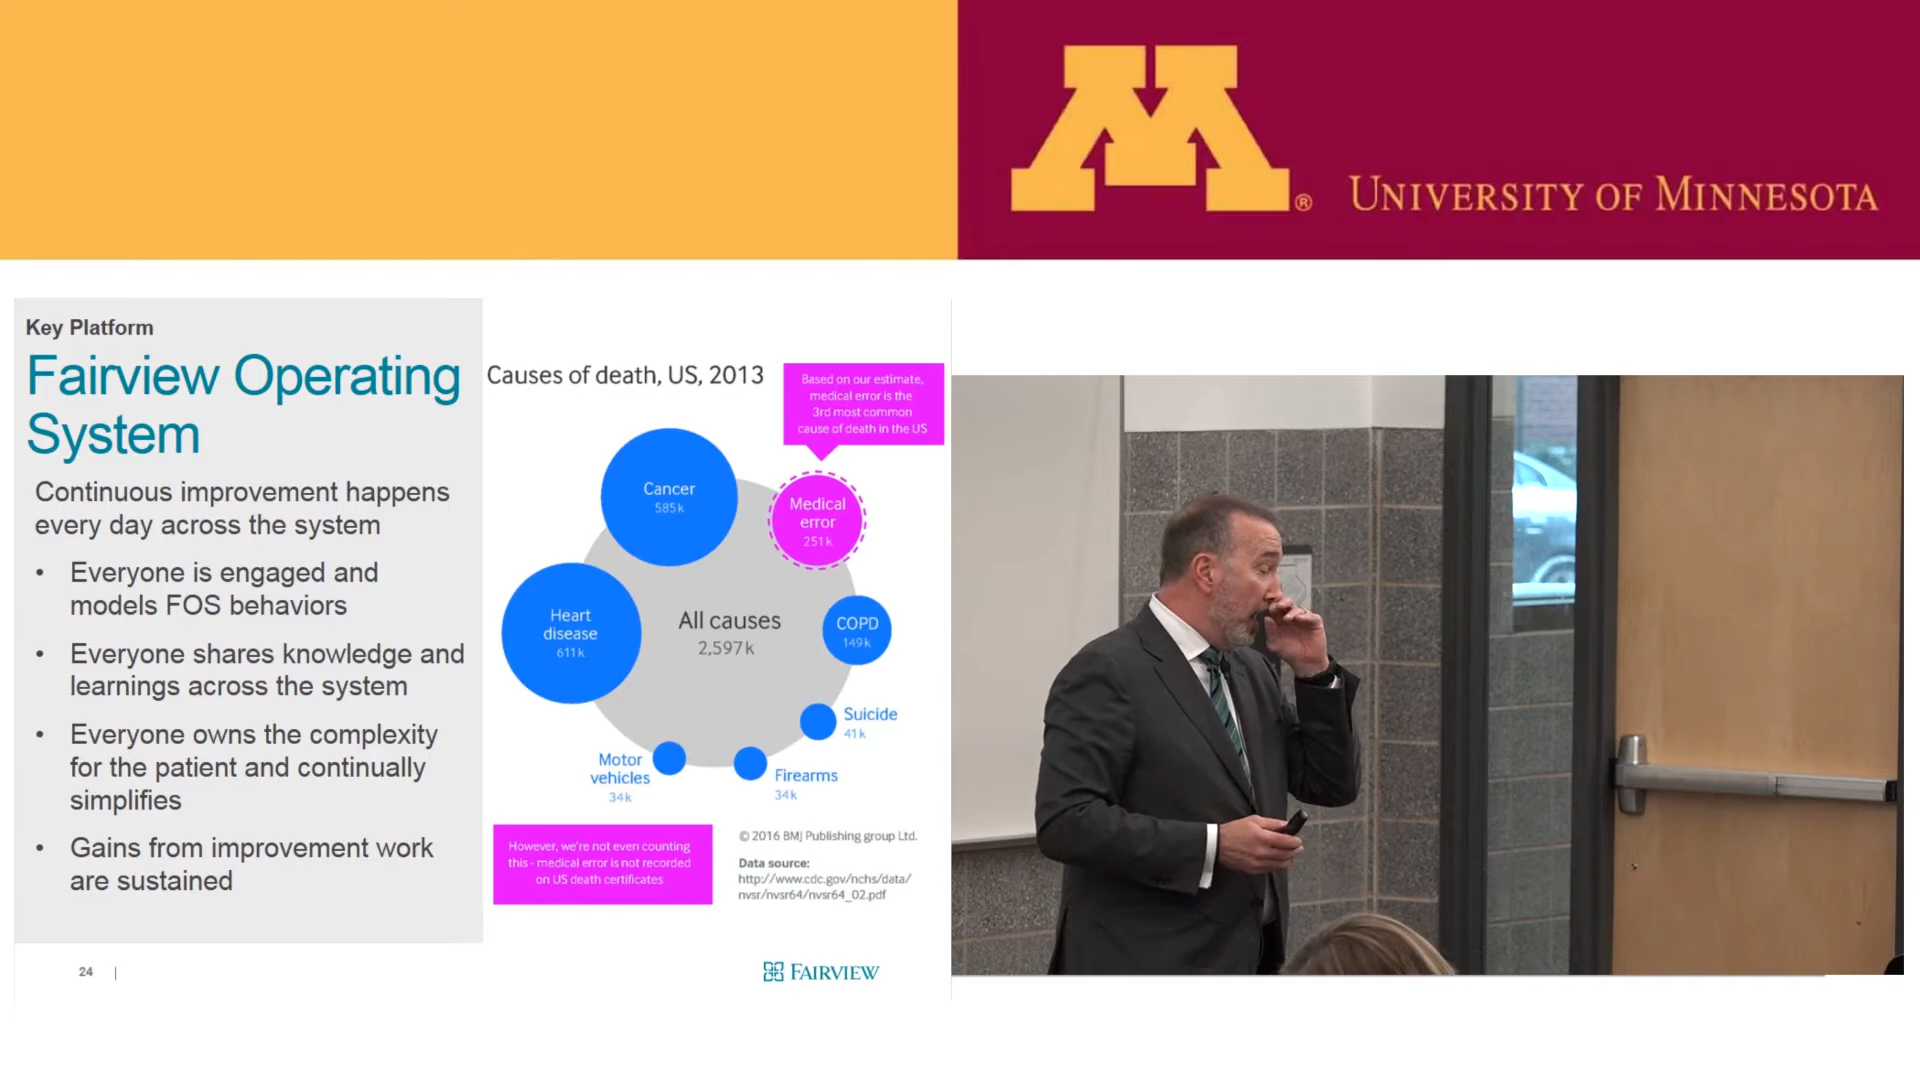 ® UNIVERSITY OF MINNESOTA
Key Platform
Fairview Operating
System
Continuous improvement happens
every day across the system
• Everyone is engaged and
models FOS behaviors
• Everyone shares knowledge and
learnings across the system
• Everyone owns the complexity
for the patient and continually
simplifies
• Gains from improvement work
are sustained
Causes of death, US, 2013
Based on our estimate,
medical error is the
3rd most common
cause of death in the US
Cancer
585k
Medical
error
251k
Heart
disease
611k
All causes
2,597k
COPD
149k
Suicide
41k
Motor
vehicles
34k
Firearms
34k
However, we're not even counting
this - medical error is not recorded
on US death certificates
© 2016 BMJ Publishing group Ltd.
Data source:
http://www.cdc.gov/nchs/data/
nvsr/nvsr64/nvsr64_02.pdf
24 |
FAIRVIEW